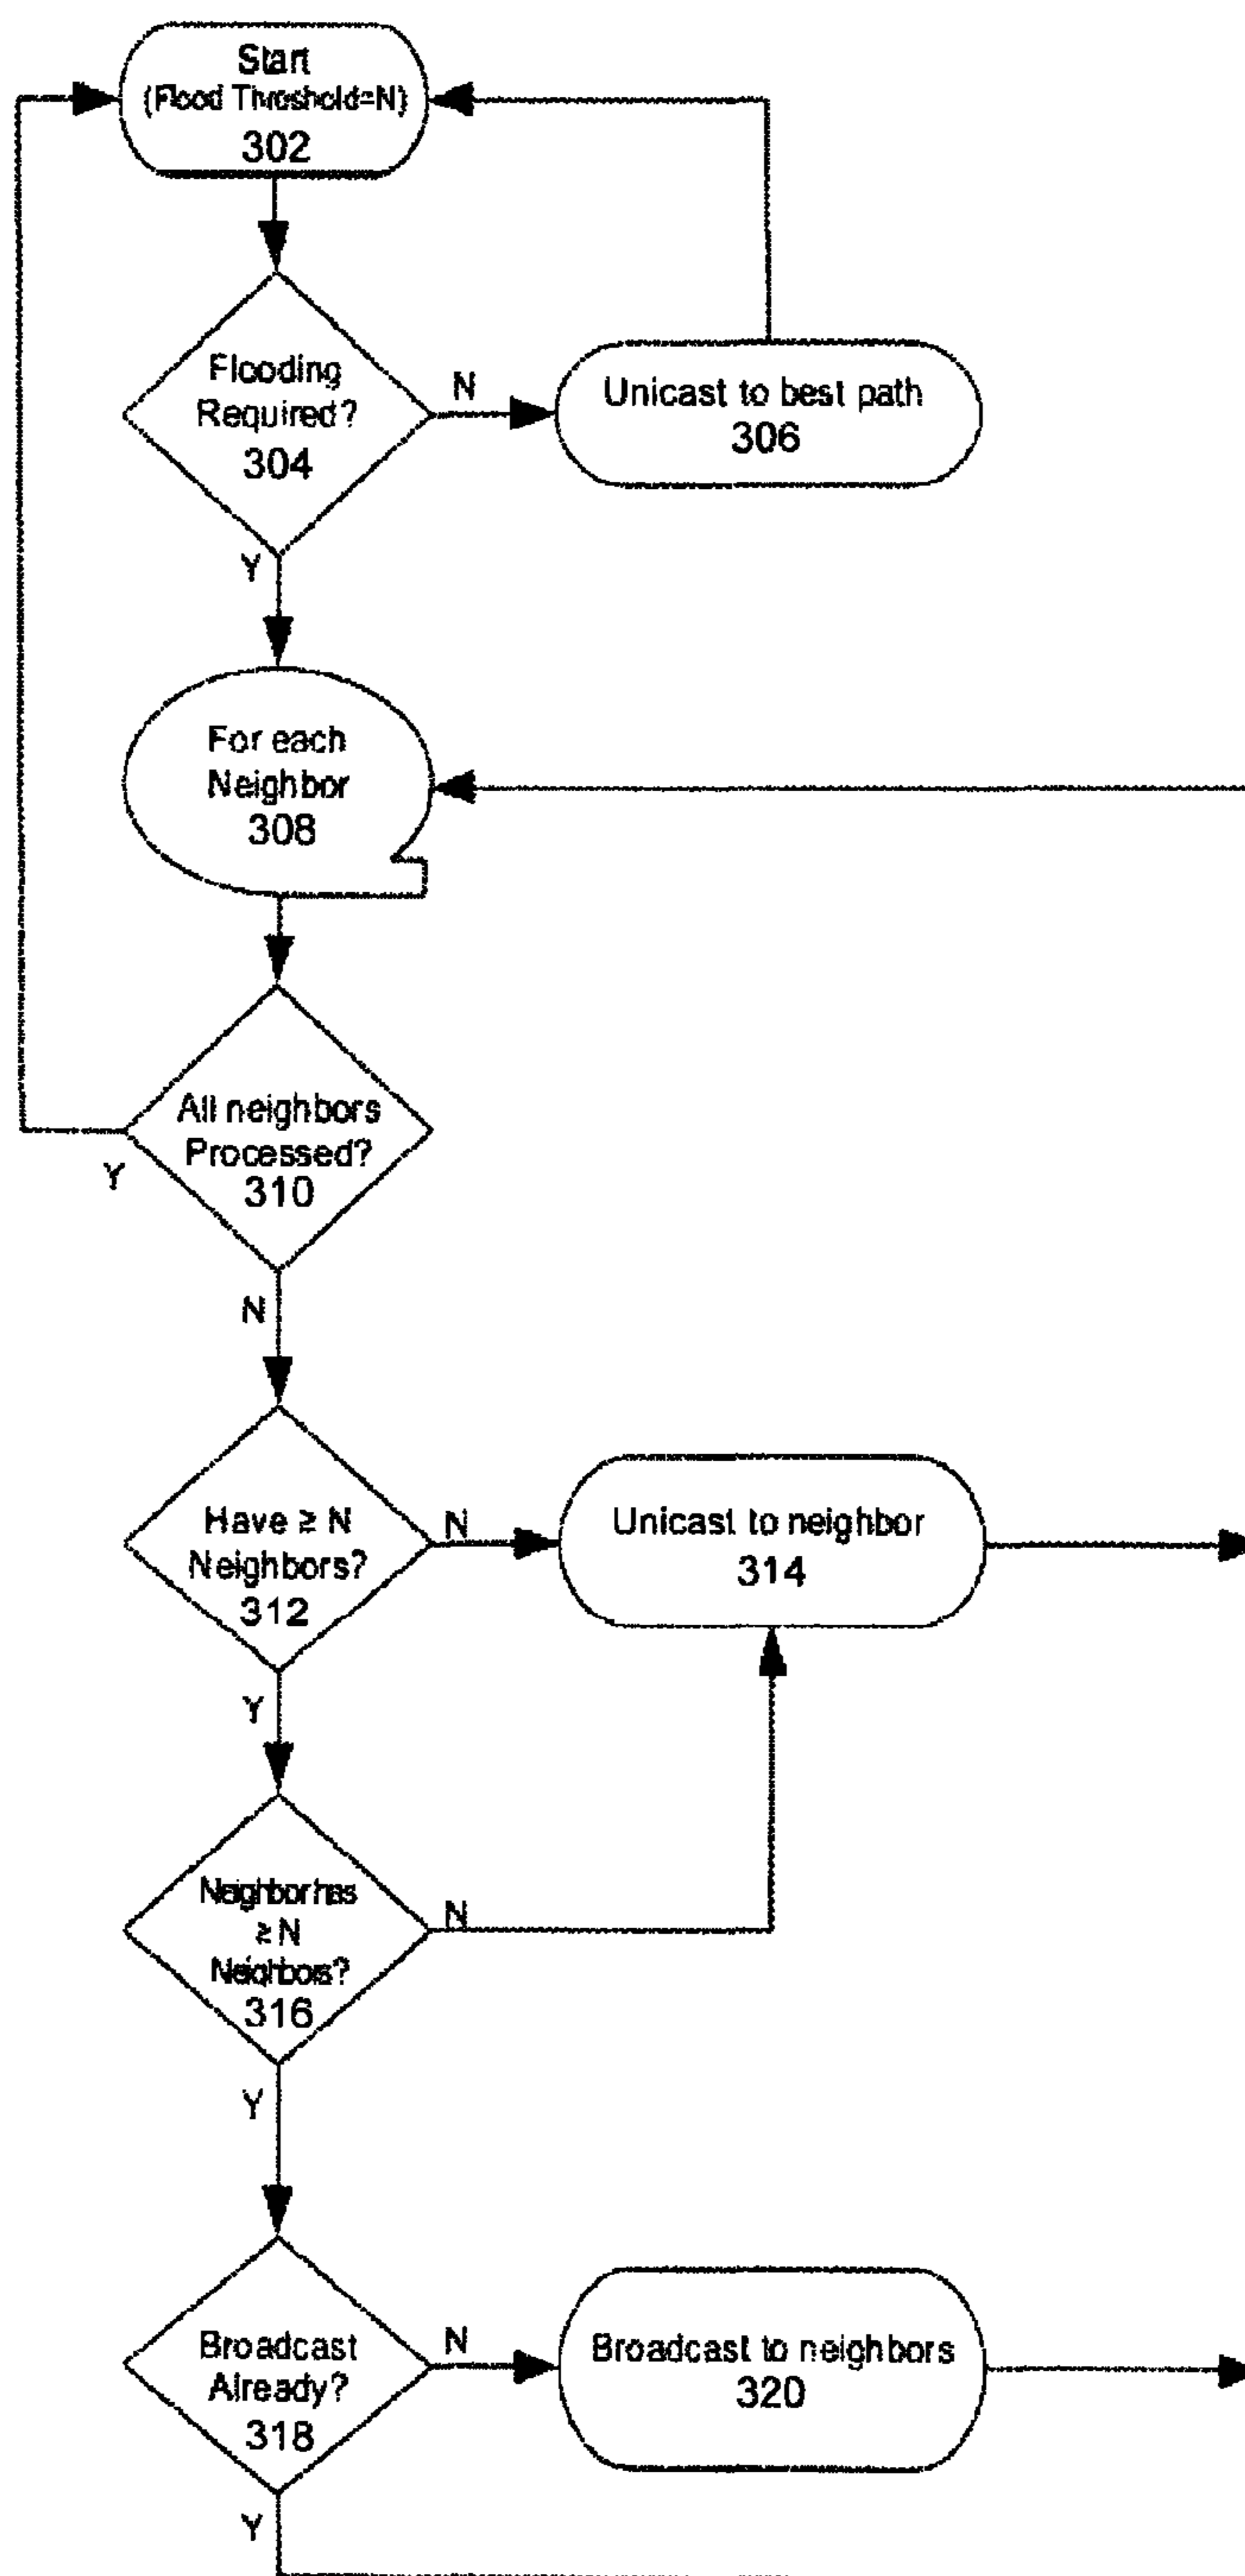 Start
(Flood Threshold=N)
302
Flooding
Required?
304
N
Unicast to best path
306
Y
For each
Neighbor
308
All neighbors
Processed?
310
Y
N
Have ≥ N
Neighbors?
312
N
Unicast to neighbor
314
Y
Neighbor has
≥ N
Neighbors?
316
N
Y
Broadcast
Already?
318
N
Broadcast to neighbors
320
Y